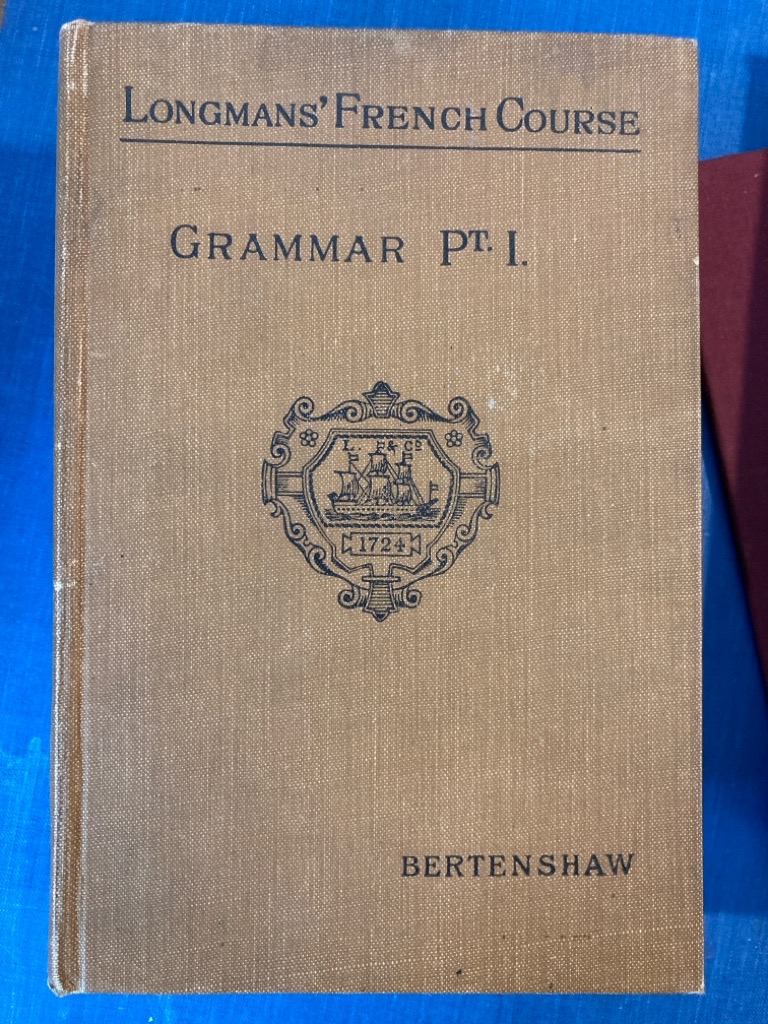 LONGMANS' FRENCH COURSE
GRAMMAR PT. I.
L. & Co
1724
BERTENSHAW